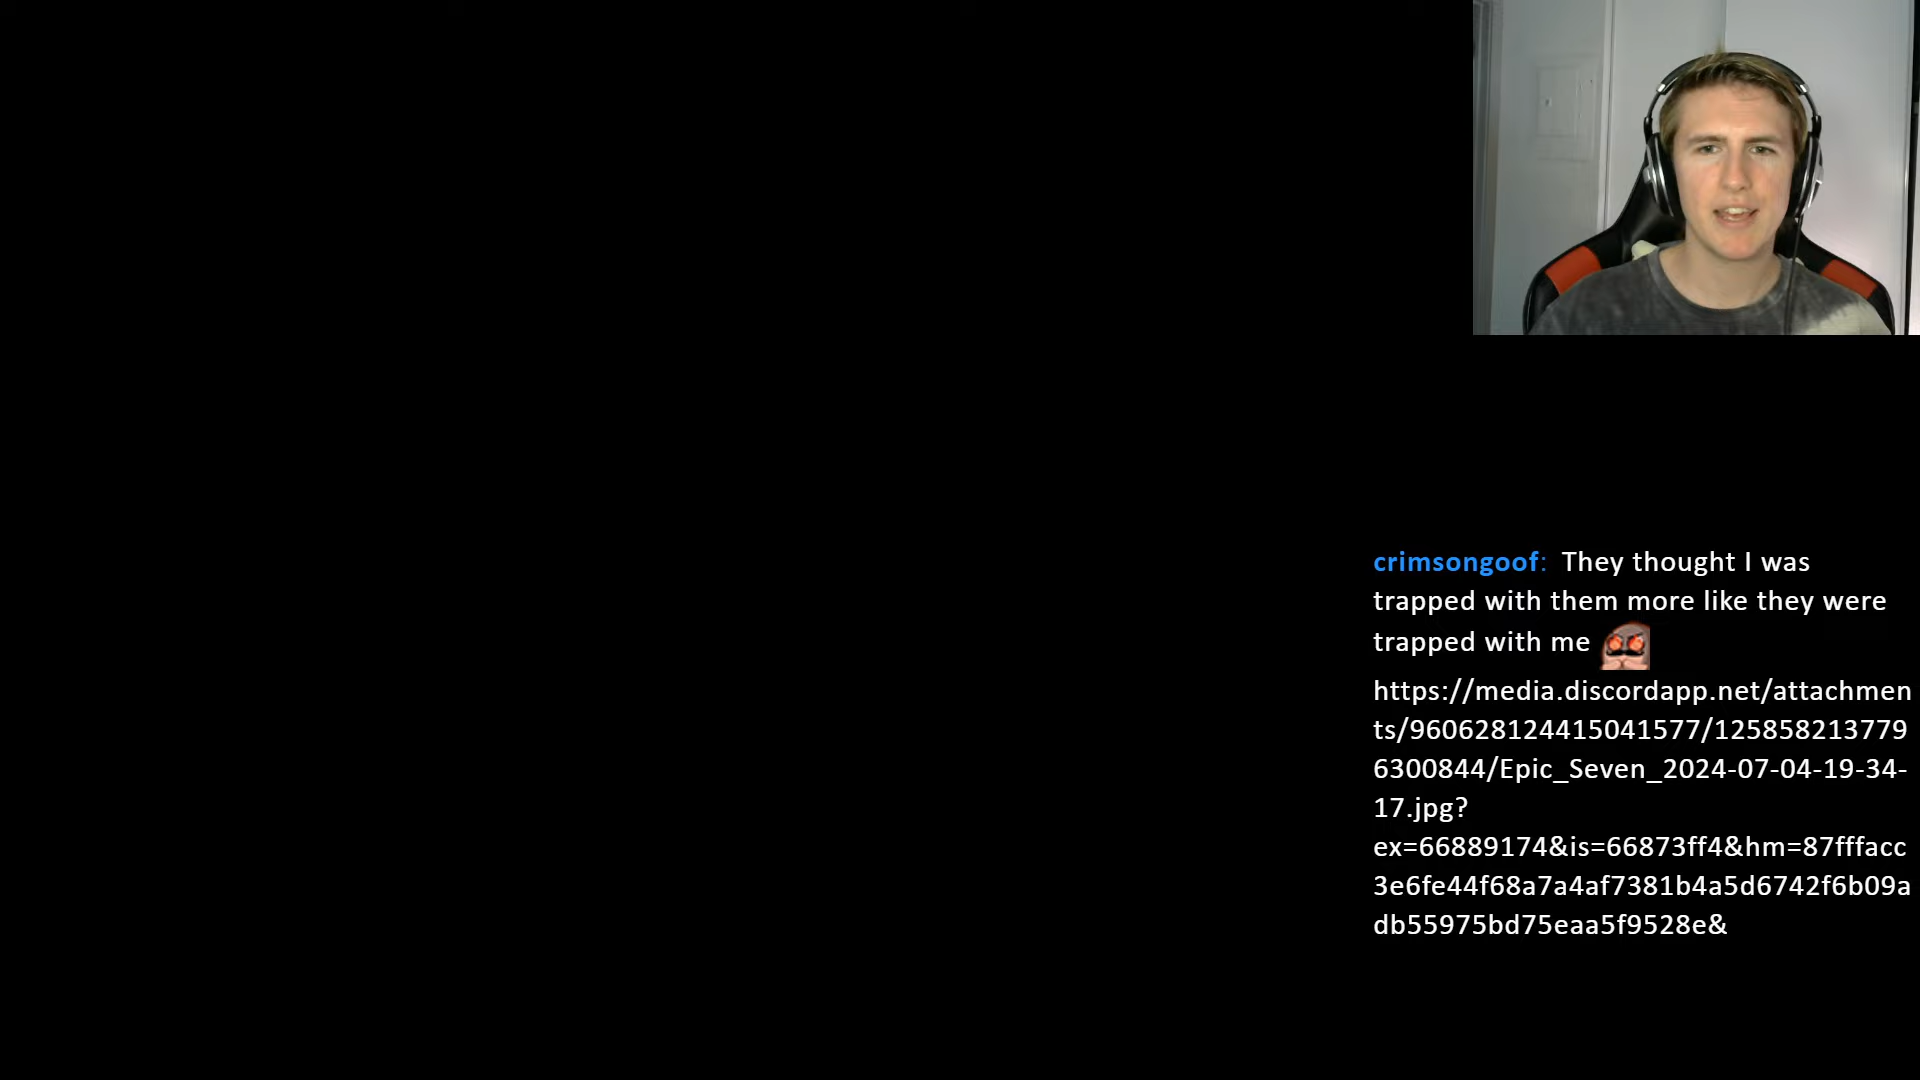 crimsongoof: They thought I was
trapped with them more like they were
trapped with me
https://media.discordapp.net/attachmen
ts/960628124415041577/125858213779
6300844/Epic_Seven_2024-07-04-19-34-
17.jpg?
ex=66889174&is=66873ff4&hm=87fffacc
3e6fe44f68a7a4af7381b4a5d6742f6b09a
db55975bd75eaa5f9528e&